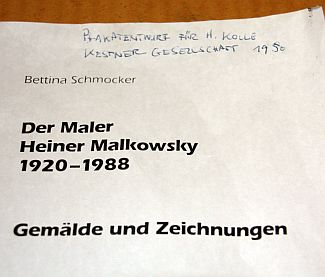 PLAKATENTWURF FÜR H. KOLLE
KESTNER GESELLSCHAFT 1950
Bettina Schmocker
Der Maler
Heiner Malkowsky
1920–1988
Gemälde und Zeichnungen